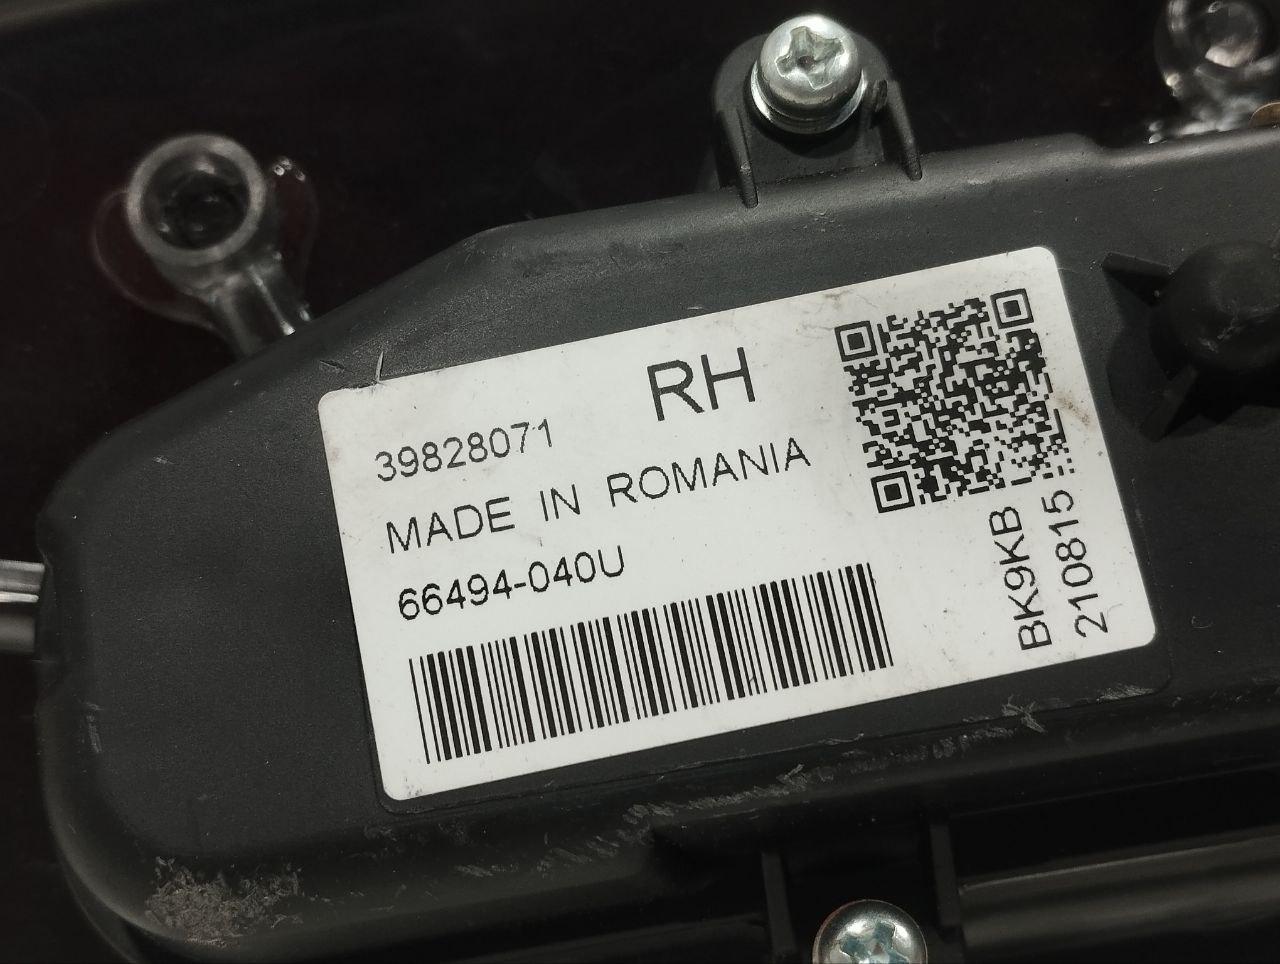 RH
39828071
MADE IN ROMANIA
66494-040U
BK9KB
210815